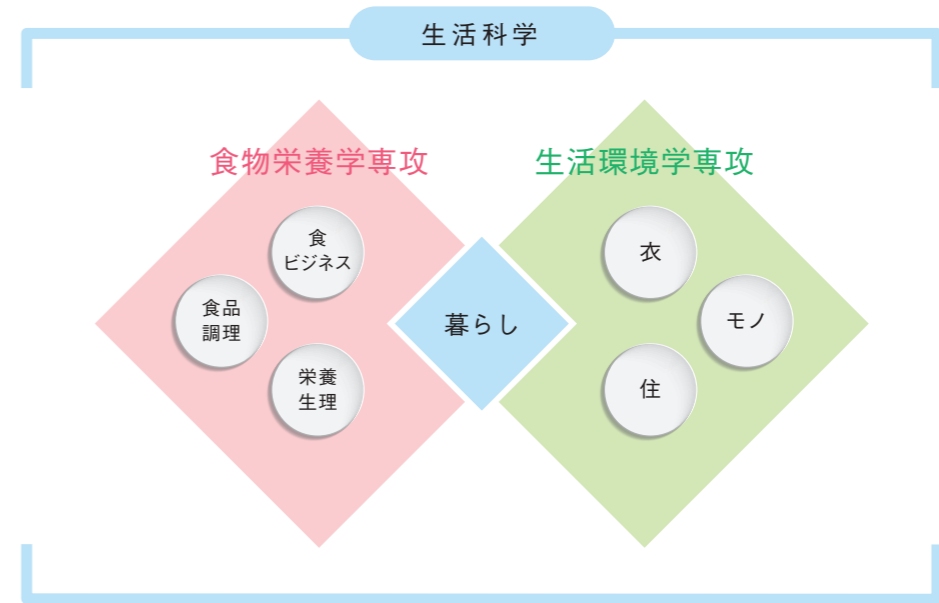 生活科学
食物栄養学専攻
食
ビジネス
食品
調理
栄養
生理
暮らし
生活環境学専攻
衣
モノ
住